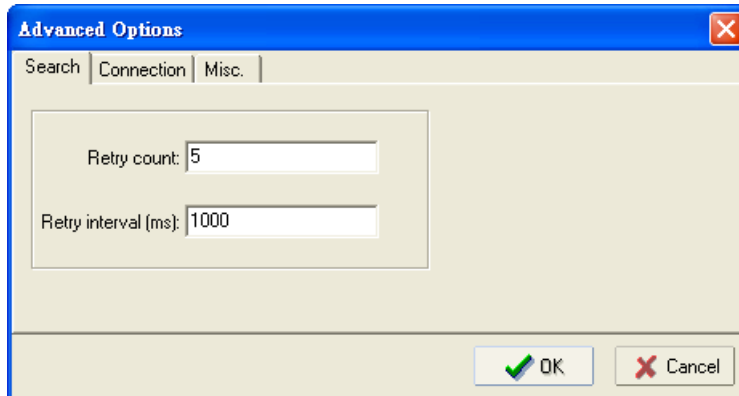 Advanced Options
Search Connection Misc.
Retry count: 5
Retry interval (ms): 1000
OK Cancel